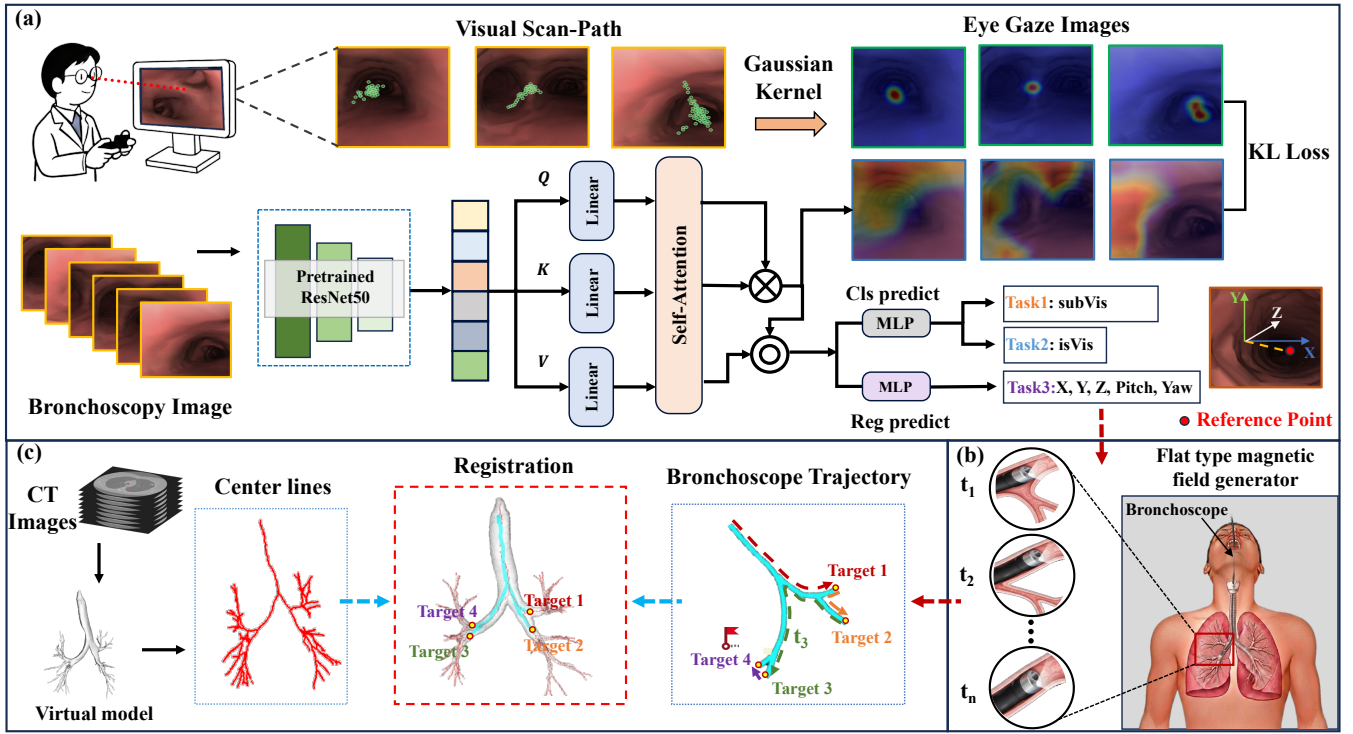 (a)
Visual Scan-Path
Eye Gaze Images
Gaussian
Kernel
KL Loss
Q
Linear
K
Linear
V
Linear
Self-Attention
Pretrained
ResNet50
Bronchoscopy Image
Cls predict
MLP
Task1: subVis
Task2: isVis
MLP
Task3:X, Y, Z, Pitch, Yaw
Reg predict
Y
Z
X
Reference Point
(c)
CT
Images
Virtual model
Center lines
Registration
Target 1
Target 4
Target 3
Target 2
Bronchoscope Trajectory
Target 1
Target 2
t3
Target 4
Target 3
(b)
t1
t2
tn
Flat type magnetic
field generator
Bronchoscope